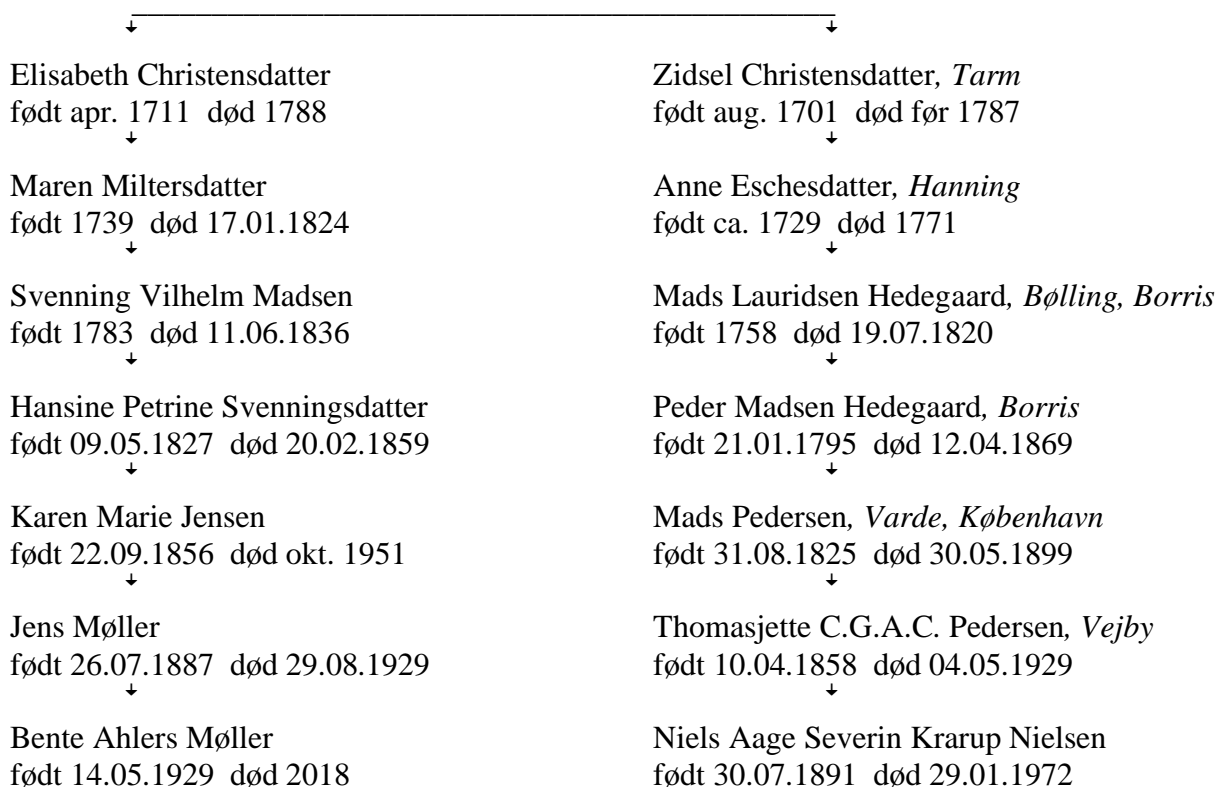 Elisabeth Christensdatter
født apr. 1711  død 1788
Maren Miltersdatter
født 1739  død 17.01.1824
Svenning Vilhelm Madsen
født 1783  død 11.06.1836
Hansine Petrine Svenningsdatter
født 09.05.1827  død 20.02.1859
Karen Marie Jensen
født 22.09.1856  død okt. 1951
Jens Møller
født 26.07.1887  død 29.08.1929
Bente Ahlers Møller
født 14.05.1929  død 2018
Zidsel Christensdatter, Tarm
født aug. 1701  død før 1787
Anne Eschesdatter, Hanning
født ca. 1729  død 1771
Mads Lauridsen Hedegaard, Bølling, Borris
født 1758  død 19.07.1820
Peder Madsen Hedegaard, Borris
født 21.01.1795  død 12.04.1869
Mads Pedersen, Varde, København
født 31.08.1825  død 30.05.1899
Thomasjette C.G.A.C. Pedersen, Vejby
født 10.04.1858  død 04.05.1929
Niels Aage Severin Krarup Nielsen
født 30.07.1891  død 29.01.1972